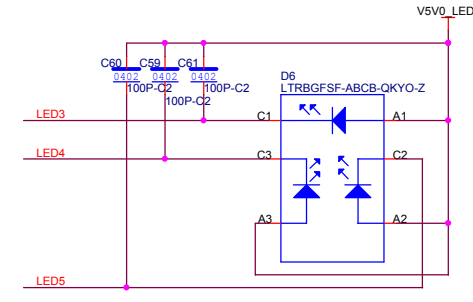 V5V0_LED
C60 C59 C61
0402 0402 0402
100P-C2 100P-C2
100P-C2
D6
LTRBGFSF-ABCB-QKYO-Z
LED3
C1 A1
LED4
C3 C2
A3 A2
LED5